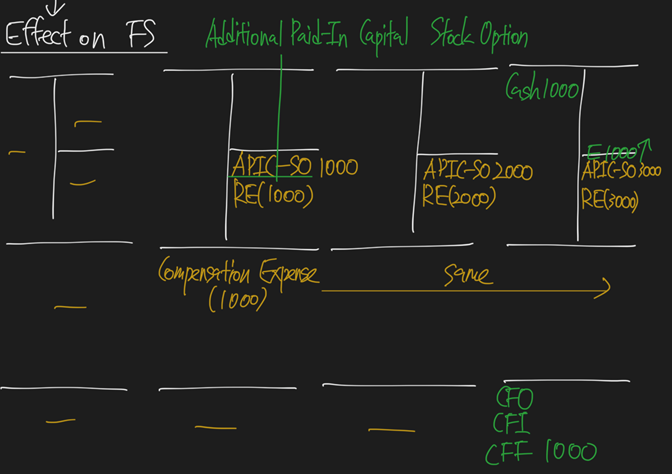 Effect on FS
Additional Paid-In Capital Stock Option
Cash 1000
E 1000↑
APIC-SO 1000
RE(1000)
APIC-SO 2000
RE(2000)
APIC-SO 3000
RE(3000)
Compensation Expense
(1000)
same
CFO
CFI
CFF 1000